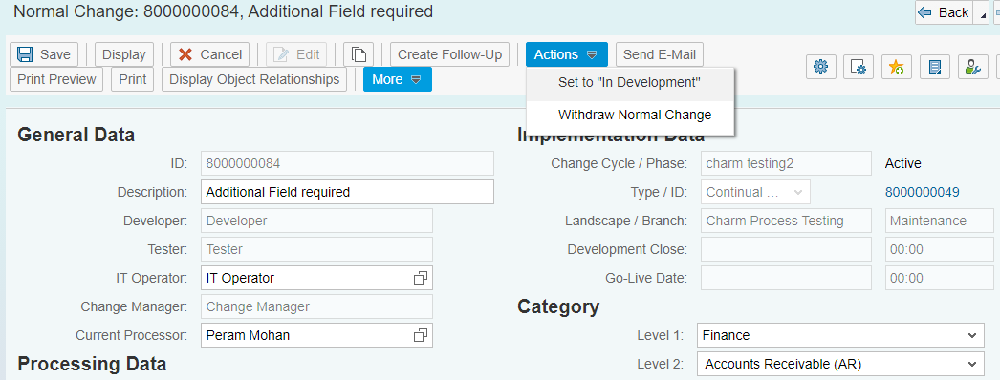 Normal Change: 8000000084, Additional Field required
Back
Save Display Cancel Edit Create Follow-Up Actions Send E-Mail
Print Preview Print Display Object Relationships More
Set to "In Development"
Withdraw Normal Change
General Data
ID: 8000000084
Description: Additional Field required
Developer: Developer
Tester: Tester
IT Operator: IT Operator
Change Manager: Change Manager
Current Processor: Peram Mohan
Processing Data
Implementation Data
Change Cycle / Phase: charm testing2 Active
Type / ID: Continual ... 8000000049
Landscape / Branch: Charm Process Testing Maintenance
Development Close: 00:00
Go-Live Date: 00:00
Category
Level 1: Finance
Level 2: Accounts Receivable (AR)